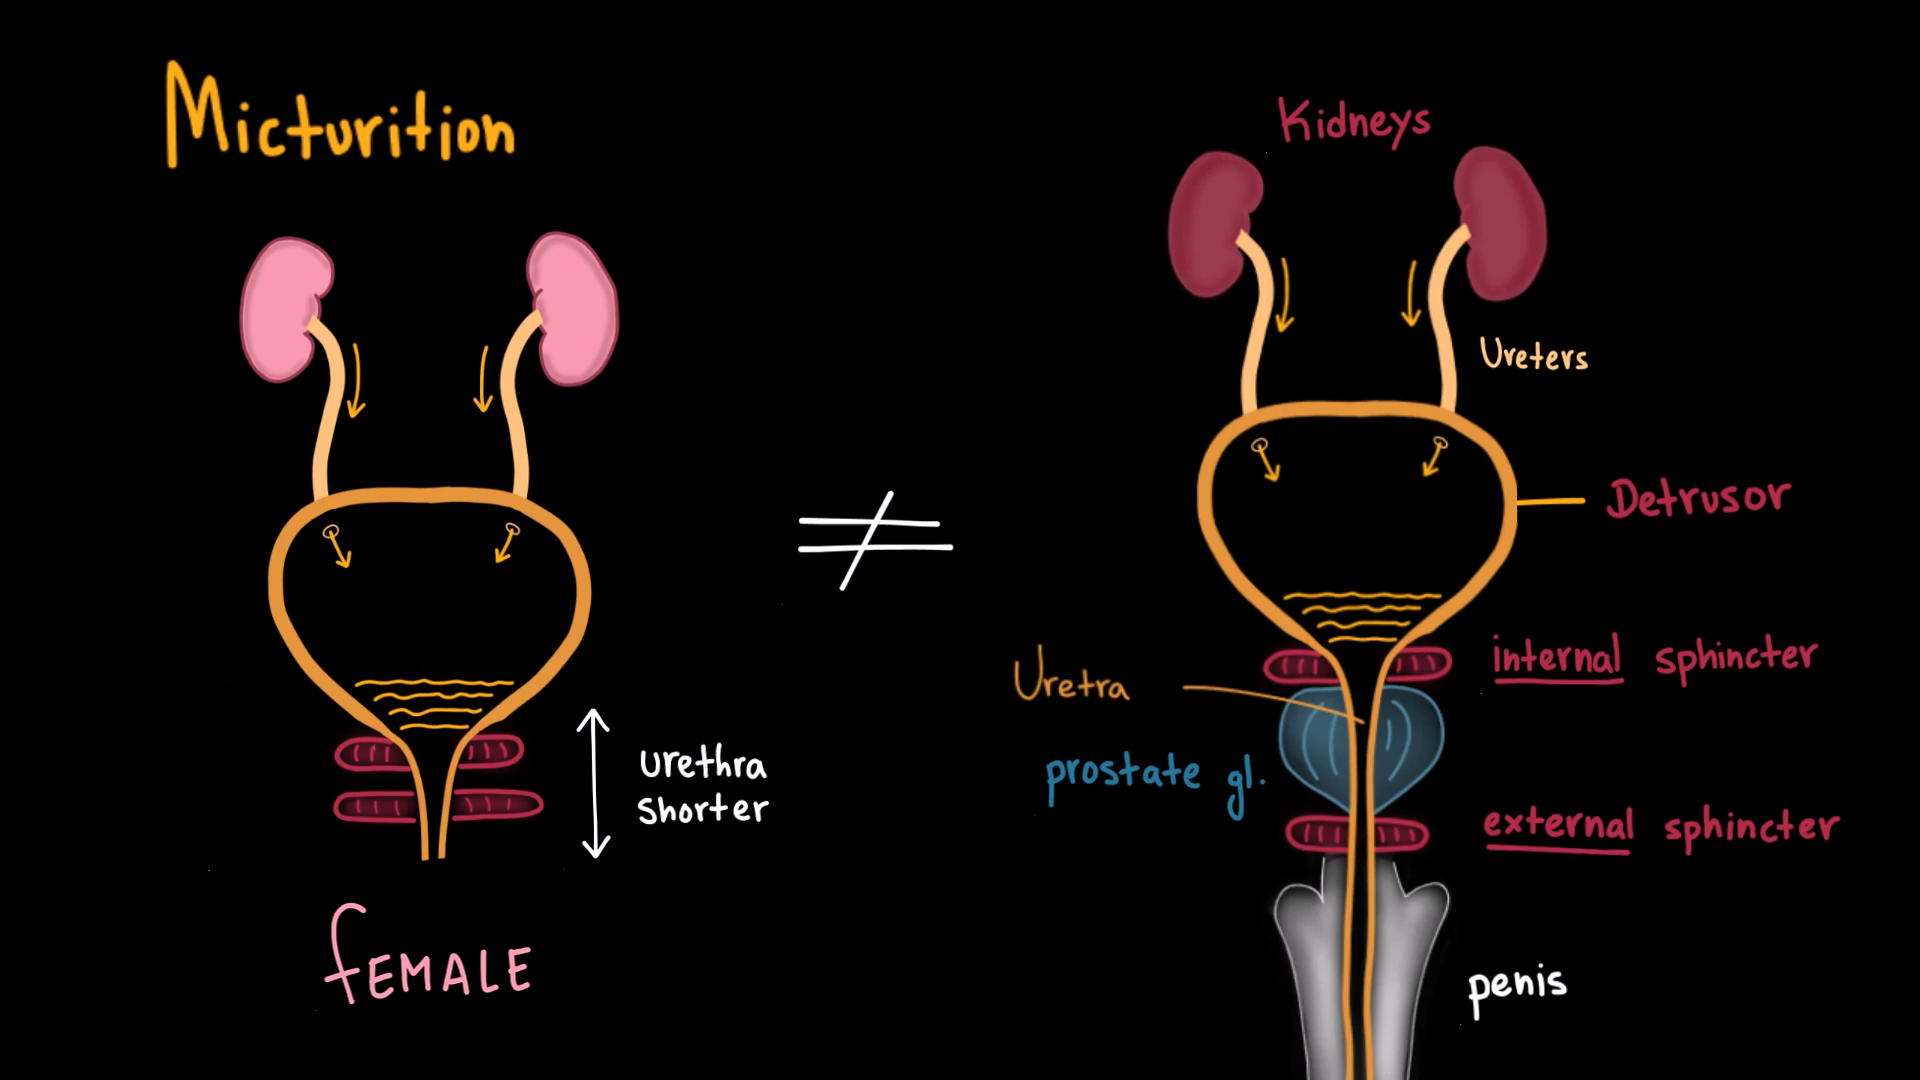 Micturition
urethra
shorter
fEMALE
Kidneys
Ureters
Detrusor
internal sphincter
Uretra
prostate gl.
external sphincter
penis